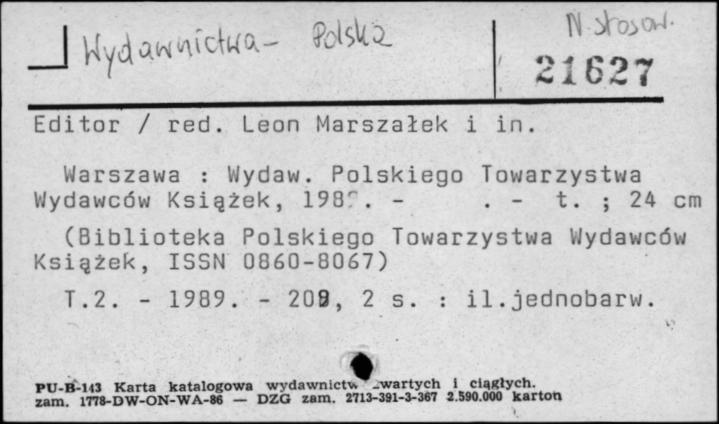 Wydawnictwa - Polska
N. stosow.
21627
Editor / red. Leon Marszałek i in.
Warszawa : Wydaw. Polskiego Towarzystwa
Wydawców Książek, 198 . - . - t. ; 24 cm
(Biblioteka Polskiego Towarzystwa Wydawców
Książek, ISSN 0860-8067)
T.2. - 1989. - 209, 2 s. : il.jednobarw.
PU-B-143 Karta katalogowa wydawnictw zwartych i ciągłych.
zam. 1778-DW-ON-WA-86 — DZG zam. 2713-391-3-367 2.590.000 karton